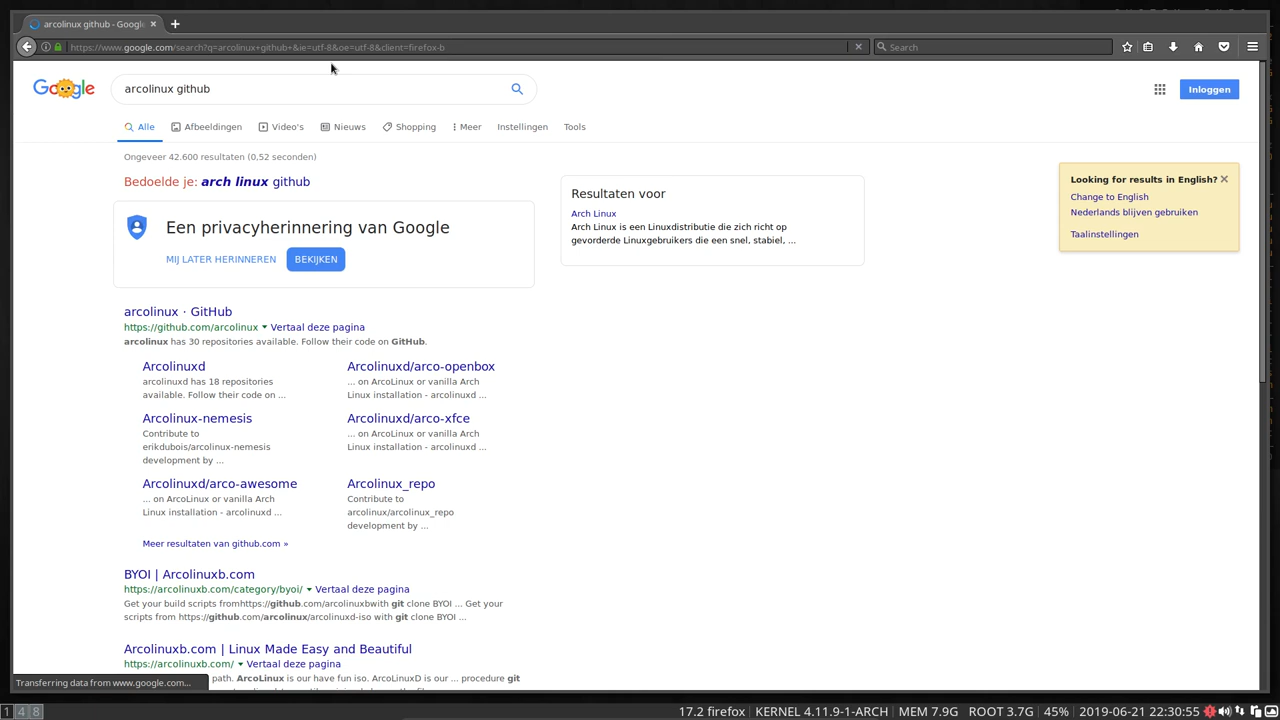 arcolinux github - Google
https://www.google.com/search?q=arcolinux+github+&ie=utf-8&oe=utf-8&client=firefox-b
Search
Google
arcolinux github
Inloggen
Alle
Afbeeldingen
Video's
Nieuws
Shopping
Meer
Instellingen
Tools
Ongeveer 42.600 resultaten (0,52 seconden)
Bedoelde je: arch linux github
Een privacyherinnering van Google
MIJ LATER HERINNEREN
BEKIJKEN
Resultaten voor
Arch Linux
Arch Linux is een Linuxdistributie die zich richt op
gevorderde Linuxgebruikers die een snel, stabiel, ...
Looking for results in English?
Change to English
Nederlands blijven gebruiken
Taalinstellingen
arcolinux · GitHub
https://github.com/arcolinux ▾ Vertaal deze pagina
arcolinux has 30 repositories available. Follow their code on GitHub.
Arcolinuxd
arcolinuxd has 18 repositories
available. Follow their code on ...
Arcolinuxd/arco-openbox
... on ArcoLinux or vanilla Arch
Linux installation - arcolinuxd ...
Arcolinux-nemesis
Contribute to
erikdubois/arcolinux-nemesis
development by ...
Arcolinuxd/arco-xfce
... on ArcoLinux or vanilla Arch
Linux installation - arcolinuxd ...
Arcolinuxd/arco-awesome
... on ArcoLinux or vanilla Arch
Linux installation - arcolinuxd ...
Arcolinux_repo
Contribute to
arcolinux/arcolinux_repo
development by ...
Meer resultaten van github.com »
BYOI | Arcolinuxb.com
https://arcolinuxb.com/category/byoi/ ▾ Vertaal deze pagina
Get your build scripts fromhttps://github.com/arcolinuxbwith git clone BYOI ... Get your
scripts from https://github.com/arcolinux/arcolinuxd-iso with git clone BYOI ...
Arcolinuxb.com | Linux Made Easy and Beautiful
https://arcolinuxb.com/ ▾ Vertaal deze pagina
path. ArcoLinux is our have fun iso. ArcoLinuxD is our ... procedure git
Transferring data from www.google.com...
1 4 8
17.2 firefox
KERNEL 4.11.9-1-ARCH
MEM 7.9G
ROOT 3.7G
45%
2019-06-21 22:30:55